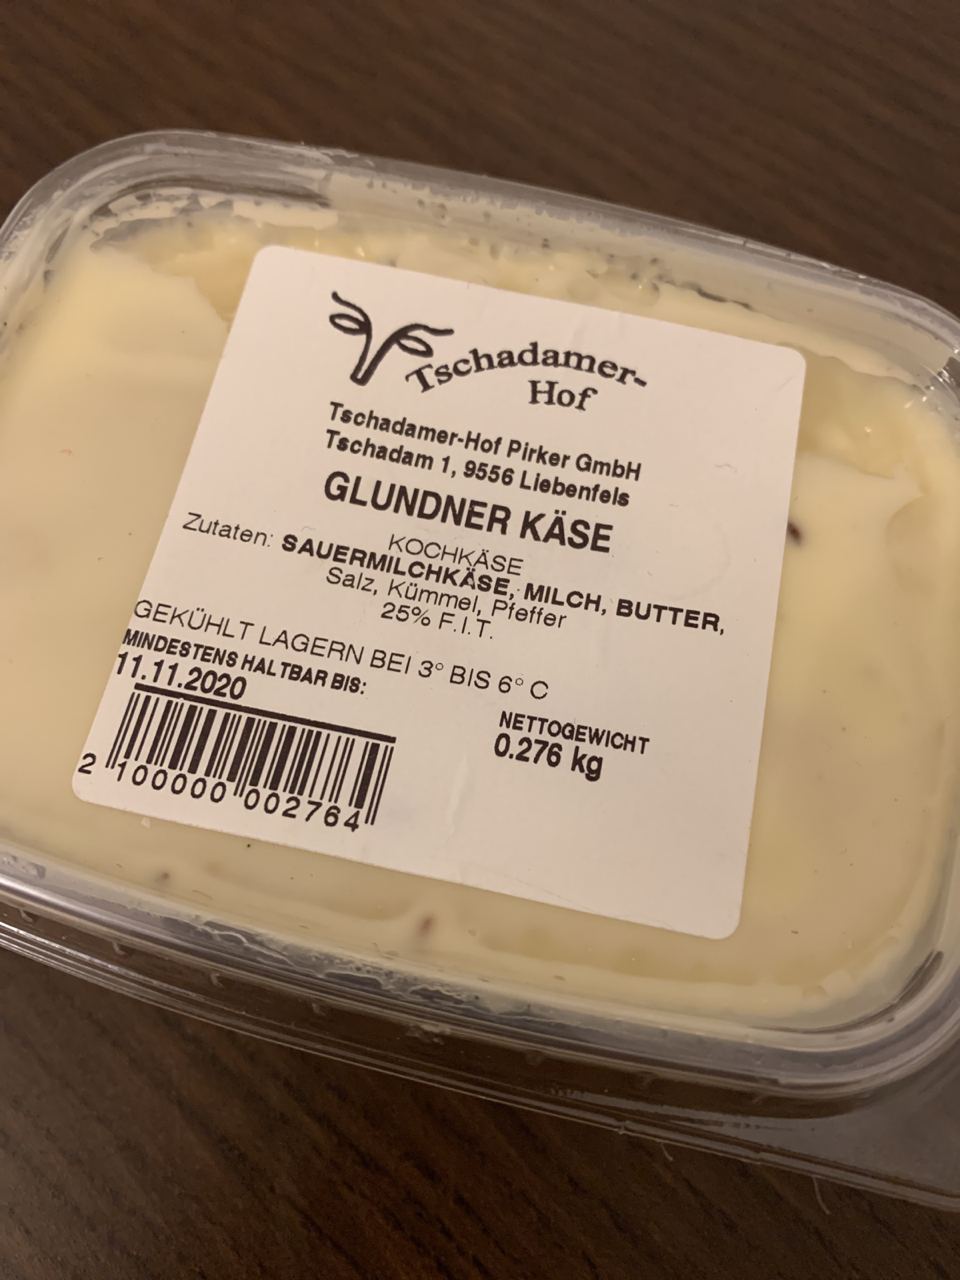 Tschadamer-
Hof
Tschadamer-Hof Pirker GmbH
Tschadam 1, 9556 Liebenfels
GLUNDNER KÄSE
KOCHKÄSE
Zutaten: SAUERMILCHKÄSE, MILCH, BUTTER,
Salz, Kümmel, Pfeffer
25% F.I.T.
GEKÜHLT LAGERN BEI 3° BIS 6° C
MINDESTENS HALTBAR BIS:
11.11.2020
NETTOGEWICHT
0.276 kg
2 100000 002764